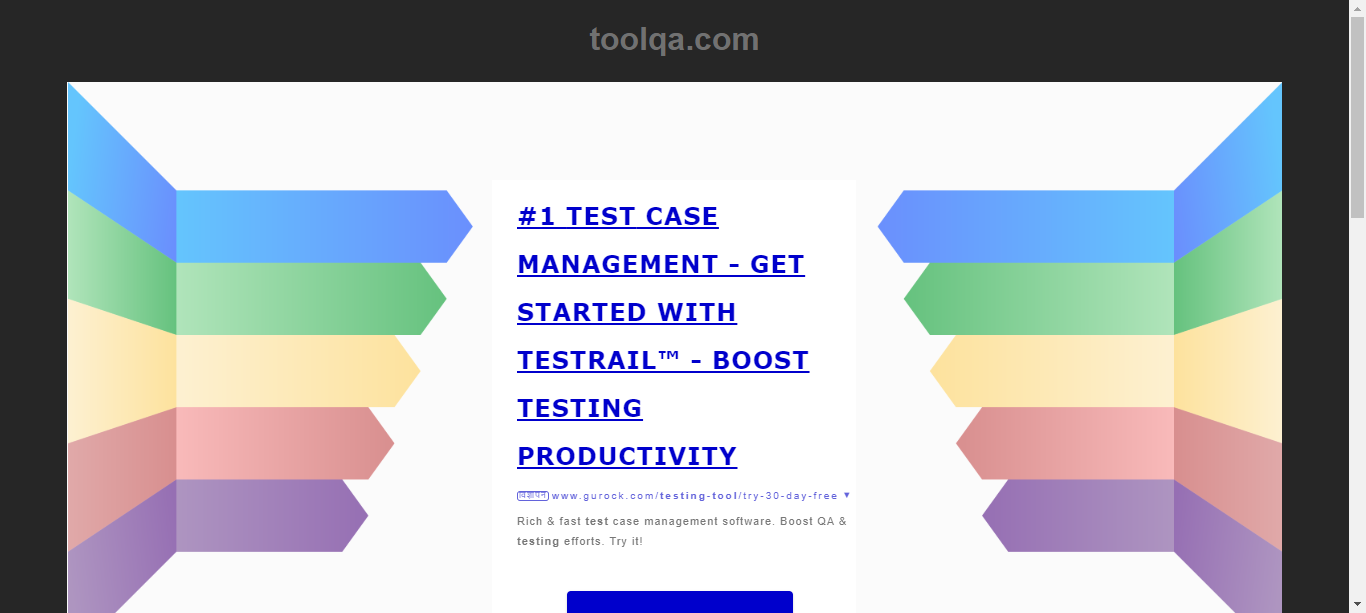 toolqa.com
#1 TEST CASE
MANAGEMENT - GET
STARTED WITH
TESTRAIL™ - BOOST
TESTING
PRODUCTIVITY
विज्ञापन www.gurock.com/testing-tool/try-30-day-free ▼
Rich & fast test case management software. Boost QA &
testing efforts. Try it!